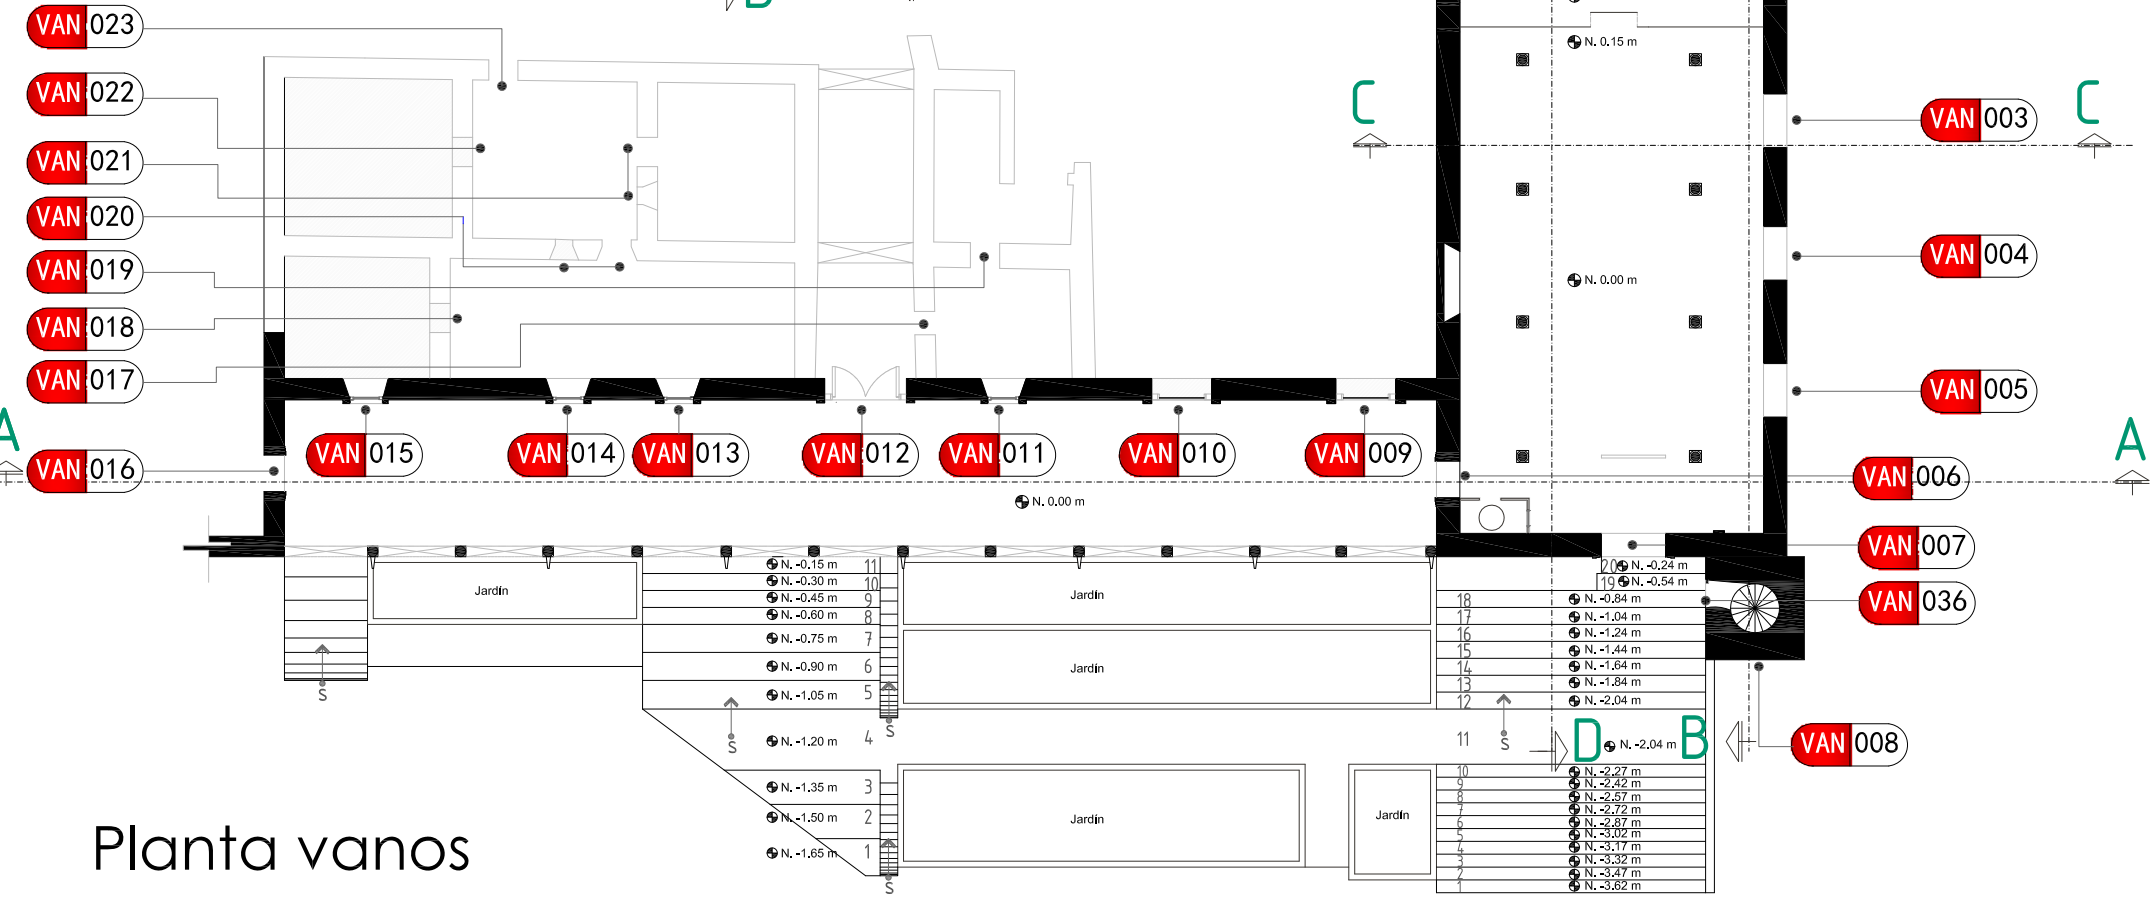 B
VAN 023
N. 0.15 m
VAN 022
C
C
VAN 003
VAN 021
VAN 020
VAN 004
VAN 019
N. 0.00 m
VAN 018
VAN 017
VAN 005
A
A
VAN 016
VAN 015
VAN 014
VAN 013
VAN 012
VAN 011
VAN 010
VAN 009
VAN 006
N. 0.00 m
VAN 007
VAN 036
VAN 008
Jardín
Jardín
Jardín
Jardín
Jardín
N. -0.15 m 11
N. -0.30 m 10
N. -0.45 m 9
N. -0.60 m 8
N. -0.75 m 7
N. -0.90 m 6
N. -1.05 m 5
N. -1.20 m 4
N. -1.35 m 3
N. -1.50 m 2
N. -1.65 m 1
20 N. -0.24 m
19 N. -0.54 m
18 N. -0.84 m
17 N. -1.04 m
16 N. -1.24 m
15 N. -1.44 m
14 N. -1.64 m
13 N. -1.84 m
12 N. -2.04 m
11 N. -2.04 m
10 N. -2.27 m
9 N. -2.42 m
8 N. -2.57 m
7 N. -2.72 m
6 N. -2.87 m
5 N. -3.02 m
4 N. -3.17 m
3 N. -3.32 m
2 N. -3.47 m
1 N. -3.62 m
S
S
S
S
S
D
B
Planta vanos